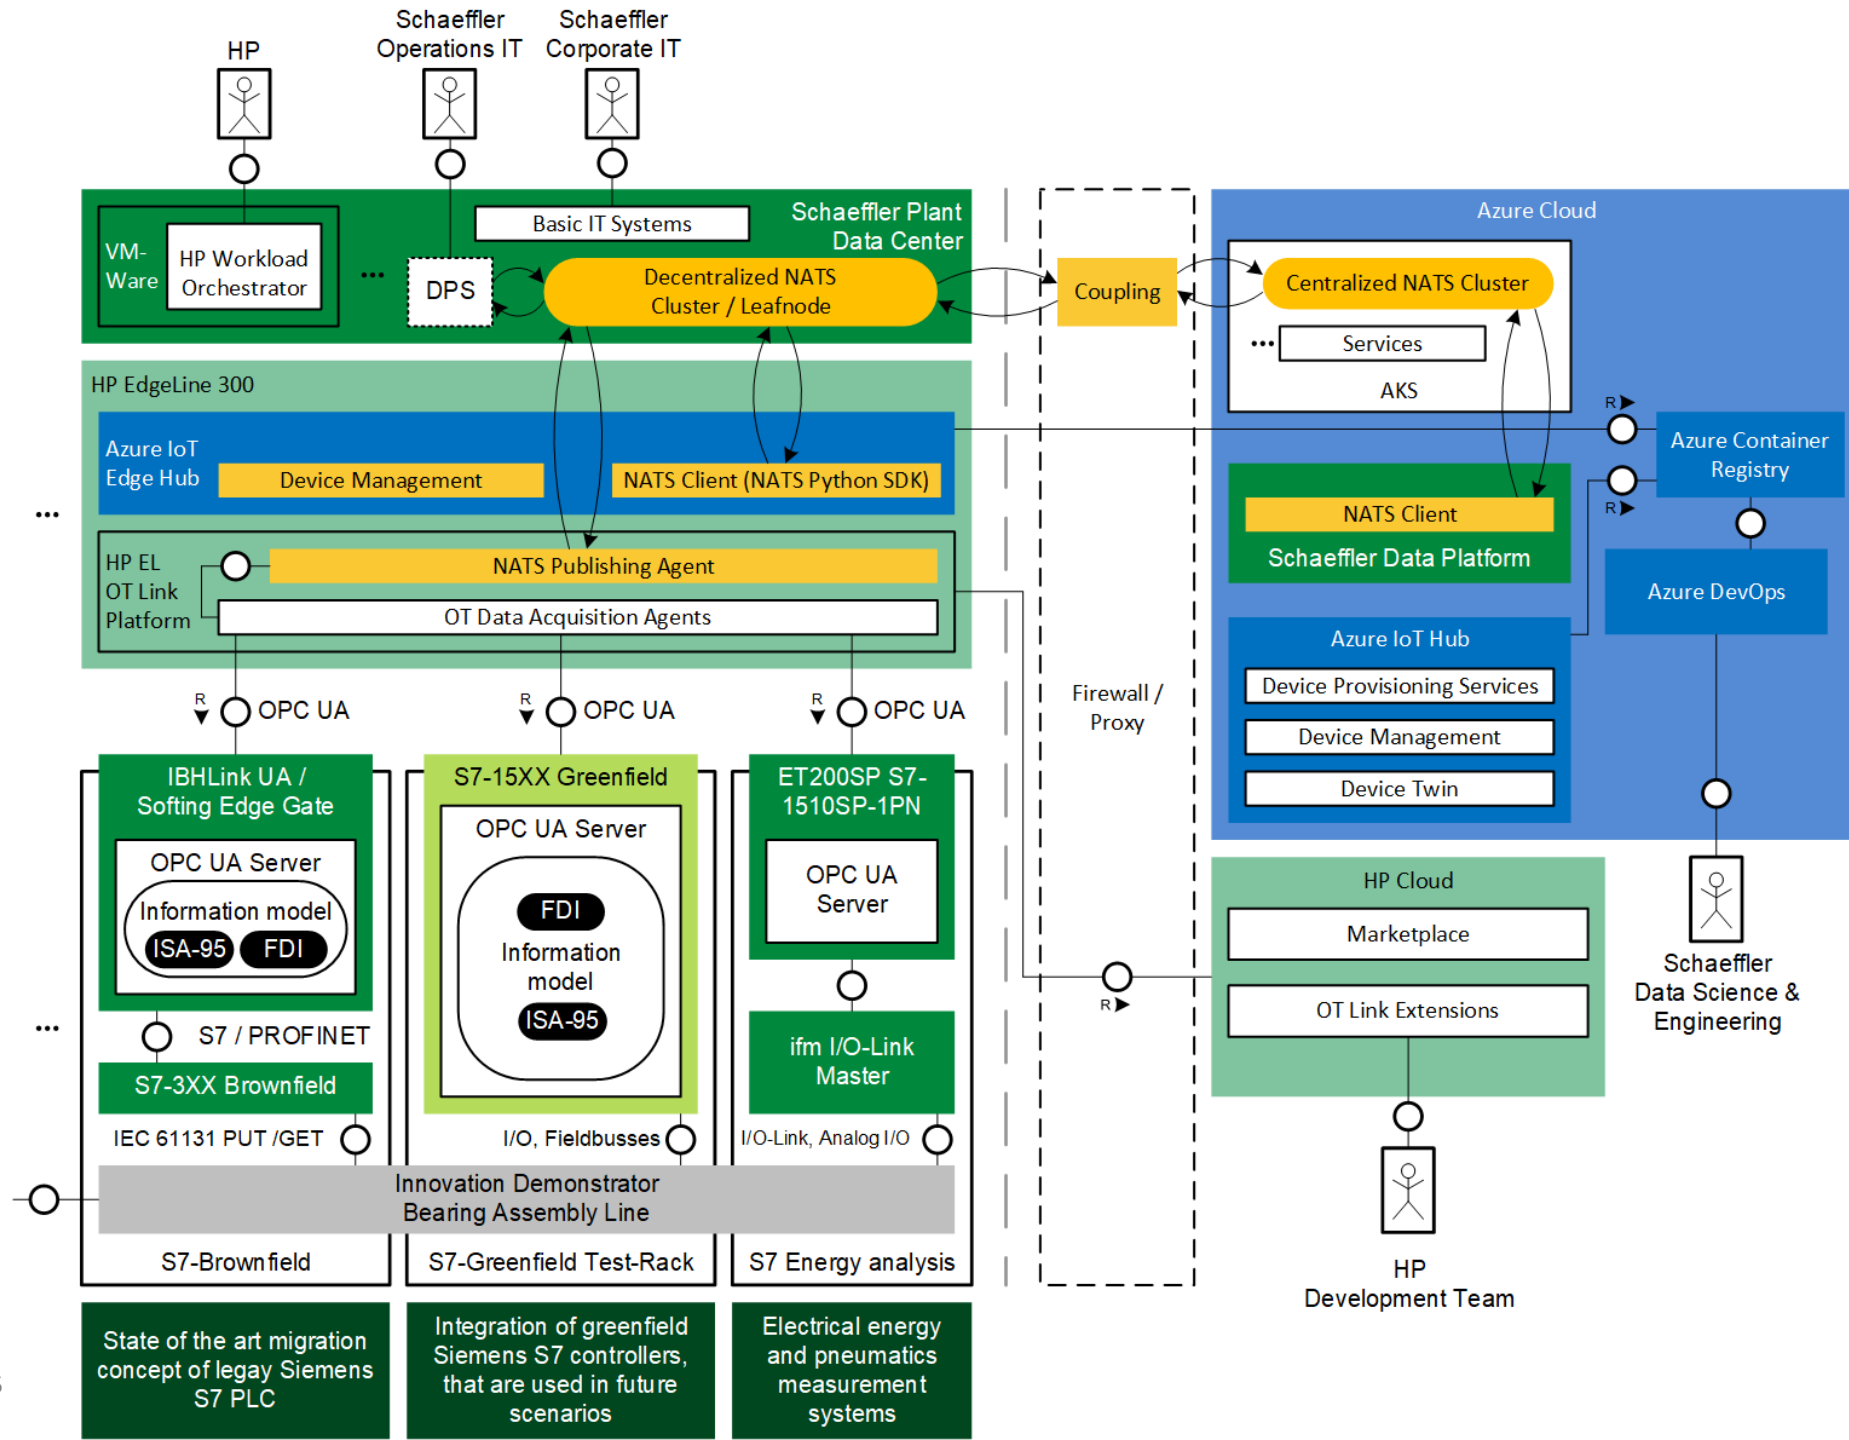 HP
Schaeffler
Operations IT
Schaeffler
Corporate IT
VM-
Ware
HP Workload
Orchestrator
...
DPS
Basic IT Systems
Schaeffler Plant
Data Center
Decentralized NATS
Cluster / Leafnode
Coupling
Azure Cloud
Centralized NATS Cluster
...
Services
AKS
HP EdgeLine 300
Azure IoT
Edge Hub
Device Management
NATS Client (NATS Python SDK)
...
HP EL
OT Link
Platform
NATS Publishing Agent
OT Data Acquisition Agents
R
Azure Container
Registry
R
NATS Client
Schaeffler Data Platform
Azure DevOps
Azure IoT Hub
Device Provisioning Services
Device Management
Device Twin
Firewall /
Proxy
R
OPC UA
R
OPC UA
R
OPC UA
IBHLink UA /
Softing Edge Gate
OPC UA Server
Information model
ISA-95
FDI
S7 / PROFINET
S7-3XX Brownfield
IEC 61131 PUT /GET
S7-15XX Greenfield
OPC UA Server
FDI
Information
model
ISA-95
I/O, Fieldbusses
ET200SP S7-
1510SP-1PN
OPC UA
Server
ifm I/O-Link
Master
I/O-Link, Analog I/O
...
Innovation Demonstrator
Bearing Assembly Line
S7-Brownfield
S7-Greenfield Test-Rack
S7 Energy analysis
R
HP Cloud
Marketplace
OT Link Extensions
Schaeffler
Data Science &
Engineering
HP
Development Team
State of the art migration
concept of legay Siemens
S7 PLC
Integration of greenfield
Siemens S7 controllers,
that are used in future
scenarios
Electrical energy
and pneumatics
measurement
systems